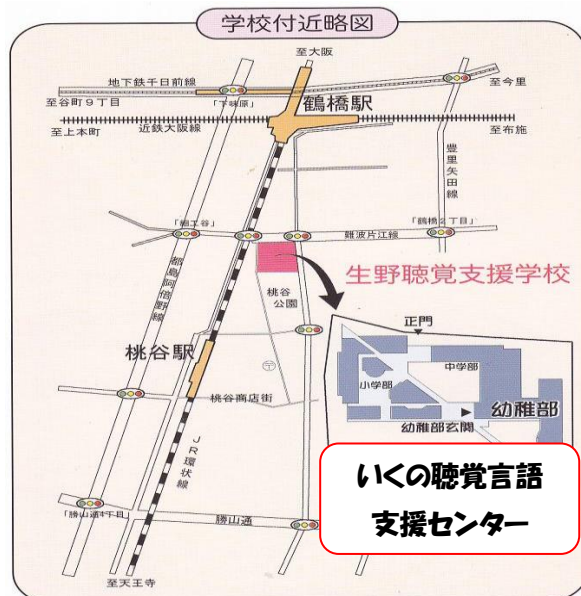 学校付近略図
至大阪
地下鉄千日前線
至今里
至谷町9丁目
「下味原」
鶴橋駅
至上本町
近鉄大阪線
至布施
豊里矢田線
「細工谷」
「鶴橋2丁目」
難波片江線
生野聴覚支援学校
都島阿倍野線
桃谷
公園
正門
桃谷駅
小学部
中学部
幼稚部
桃谷商店街
幼稚部玄関
JR環状線
いくの聴覚言語
支援センター
「勝山通4丁目」
勝山通
至天王寺